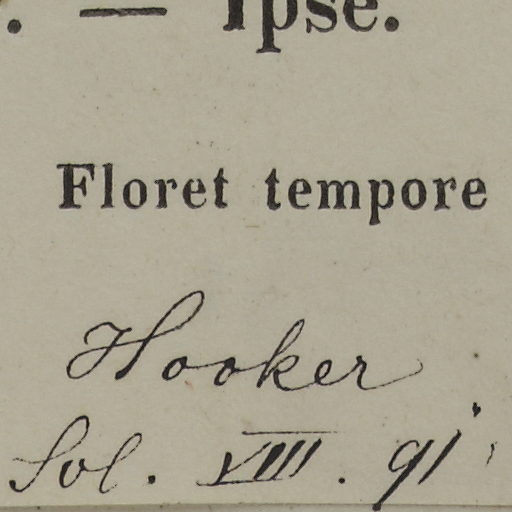 . — Ipse.
Floret tempore
Hooker
Sol. VIII. 91